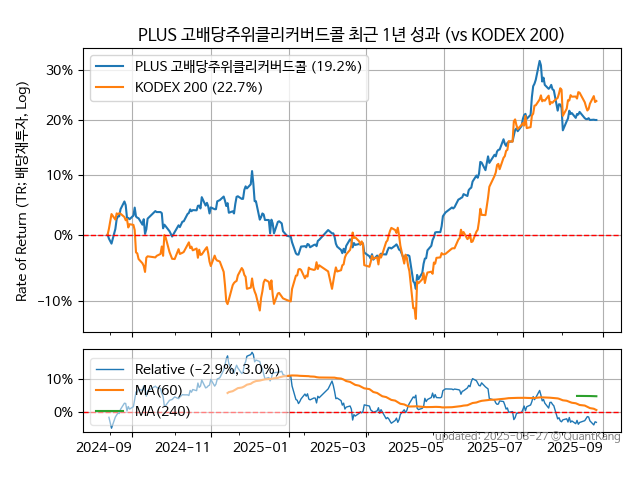 PLUS 고배당주위클리커버드콜 최근 1년 성과 (vs KODEX 200)
Rate of Return (TR: 배당재투자, Log)
PLUS 고배당주위클리커버드콜 (19.2%)
KODEX 200 (22.7%)
30%
20%
10%
0%
−10%
Relative (−2.9%, 3.0%)
MA(60)
MA(240)
10%
0%
2024−09
2024−11
2025−01
2025−03
2025−05
2025−07
2025−09
updated: 2025−08−27 © QuantKang